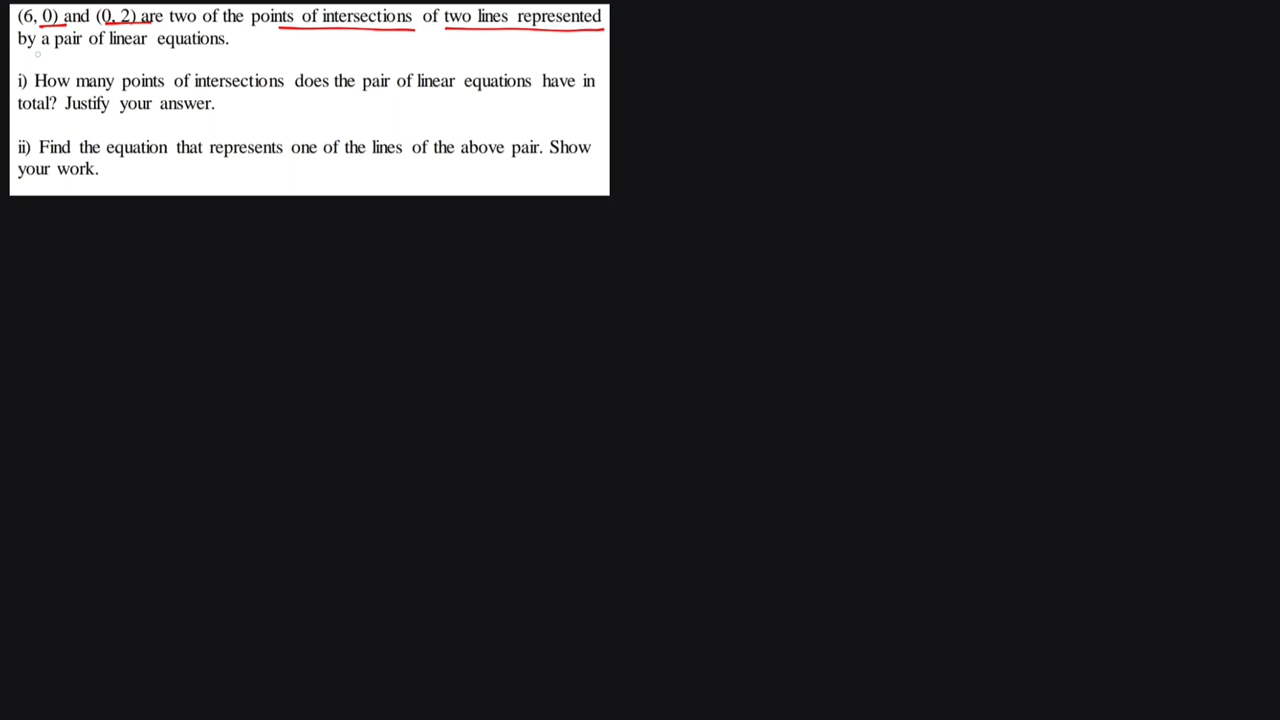 (6, 0) and (0, 2) are two of the points of intersections of two lines represented
by a pair of linear equations.
i) How many points of intersections does the pair of linear equations have in
total? Justify your answer.
ii) Find the equation that represents one of the lines of the above pair. Show
your work.